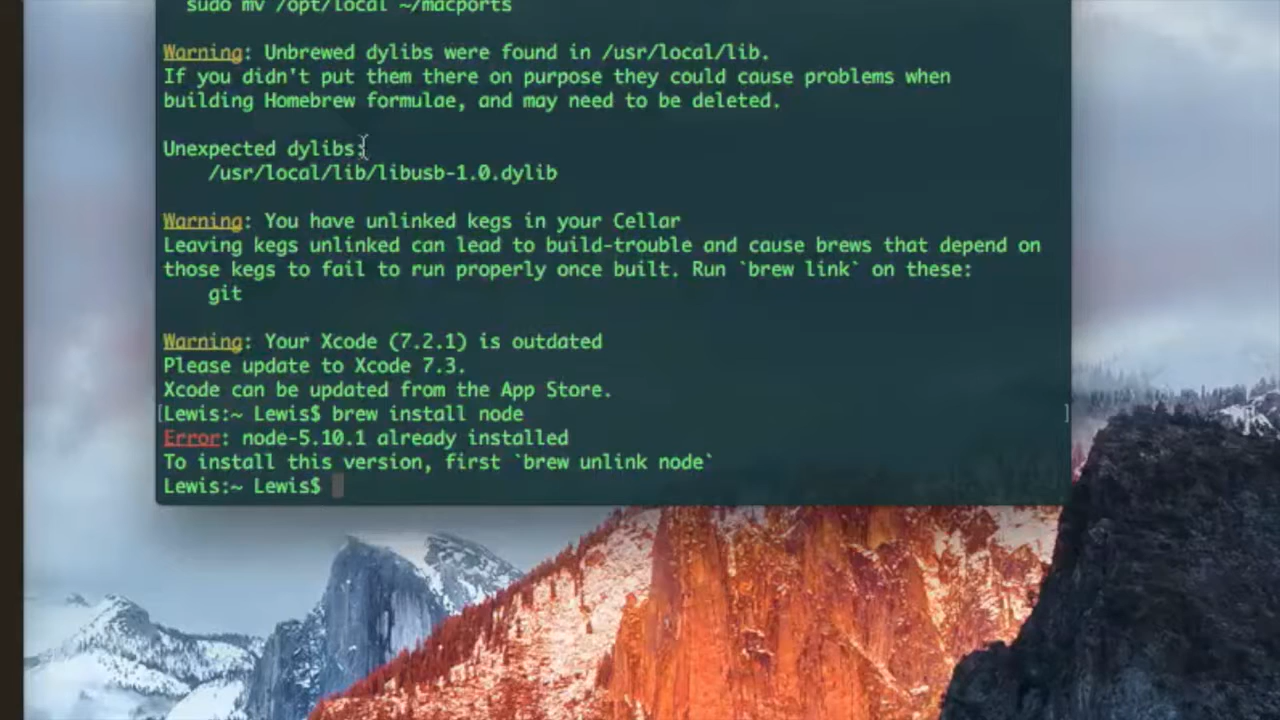 sudo mv /opt/local ~/macports
Warning: Unbrewed dylibs were found in /usr/local/lib.
If you didn't put them there on purpose they could cause problems when
building Homebrew formulae, and may need to be deleted.
Unexpected dylibs:
/usr/local/lib/libusb-1.0.dylib
Warning: You have unlinked kegs in your Cellar
Leaving kegs unlinked can lead to build-trouble and cause brews that depend on
those kegs to fail to run properly once built. Run `brew link` on these:
git
Warning: Your Xcode (7.2.1) is outdated
Please update to Xcode 7.3.
Xcode can be updated from the App Store.
[Lewis:~ Lewis$ brew install node ]
Error: node-5.10.1 already installed
To install this version, first `brew unlink node`
Lewis:~ Lewis$